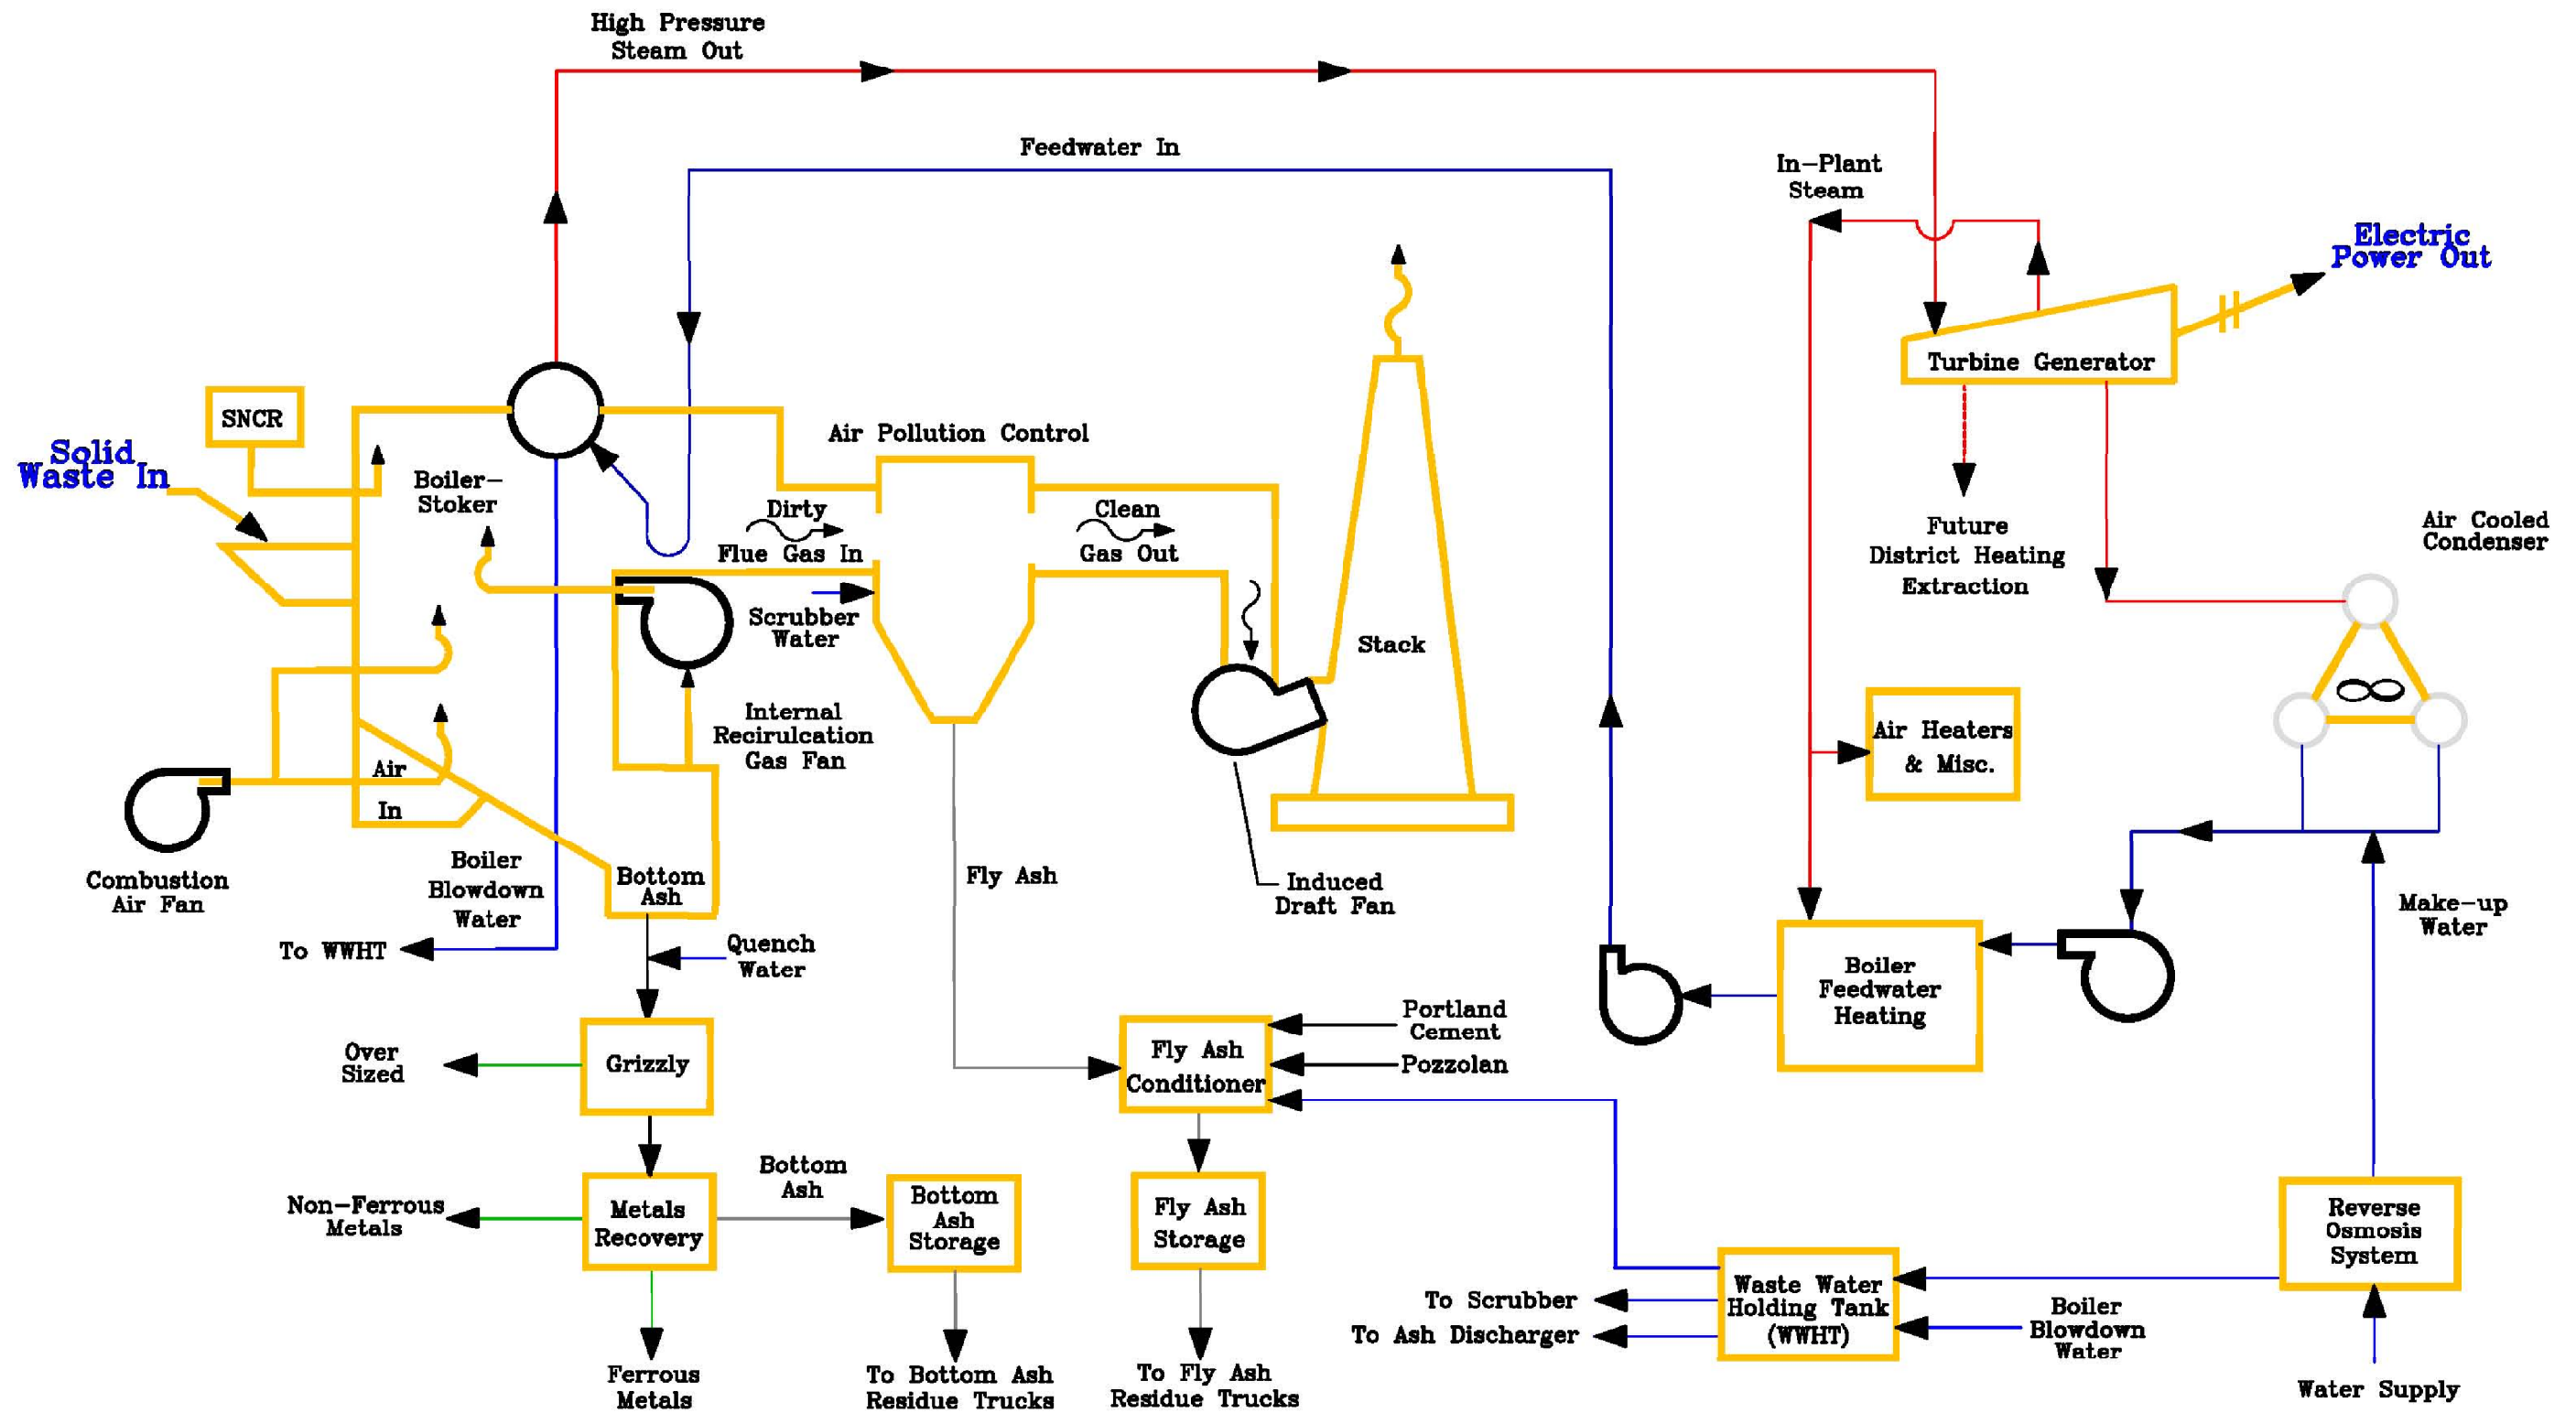 High Pressure
Steam Out
Feedwater In
In-Plant
Steam
Electric
Power Out
Turbine Generator
SNCR
Solid
Waste In
Boiler-
Stoker
Air Pollution Control
Dirty
Flue Gas In
Clean
Gas Out
Scrubber
Water
Stack
Future
District Heating
Extraction
Air Cooled
Condenser
Internal
Recirulcation
Gas Fan
Air Heaters
& Misc.
Air
In
Combustion
Air Fan
Boiler
Blowdown
Water
To WWHT
Bottom
Ash
Quench
Water
Fly Ash
Induced
Draft Fan
Make-up
Water
Boiler
Feedwater
Heating
Portland
Cement
Pozzolan
Over
Sized
Grizzly
Fly Ash
Conditioner
Non-Ferrous
Metals
Metals
Recovery
Bottom
Ash
Bottom
Ash
Storage
Fly Ash
Storage
Reverse
Osmosis
System
Waste Water
Holding Tank
(WWHT)
To Scrubber
To Ash Discharger
Boiler
Blowdown
Water
Ferrous
Metals
To Bottom Ash
Residue Trucks
To Fly Ash
Residue Trucks
Water Supply